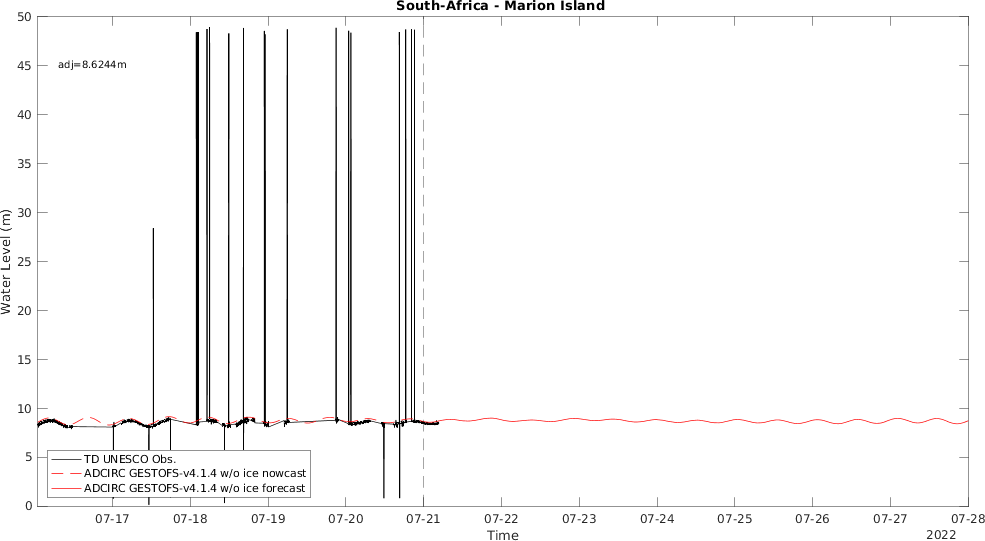 South-Africa - Marion Island
50
45
40
35
30
25
20
15
10
5
0
adj=8.6244m
Water Level (m)
TD UNESCO Obs.
ADCIRC GESTOFS-v4.1.4 w/o ice nowcast
ADCIRC GESTOFS-v4.1.4 w/o ice forecast
07-17 07-18 07-19 07-20 07-21 07-22 07-23 07-24 07-25 07-26 07-27 07-28
Time
2022